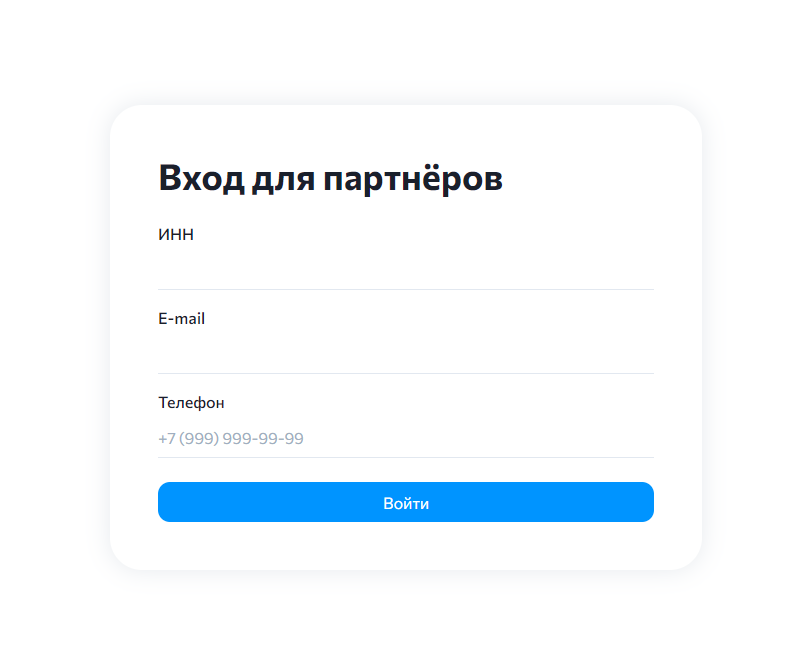 Вход для партнёров
ИНН
E-mail
Телефон
+7 (999) 999-99-99
Войти